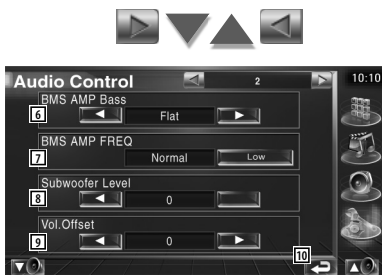 Audio Control 2 10:10
BMS AMP Bass
6 Flat
BMS AMP FREQ
7 Normal Low
Subwoofer Level
8 0
Vol.Offset
9 0
10